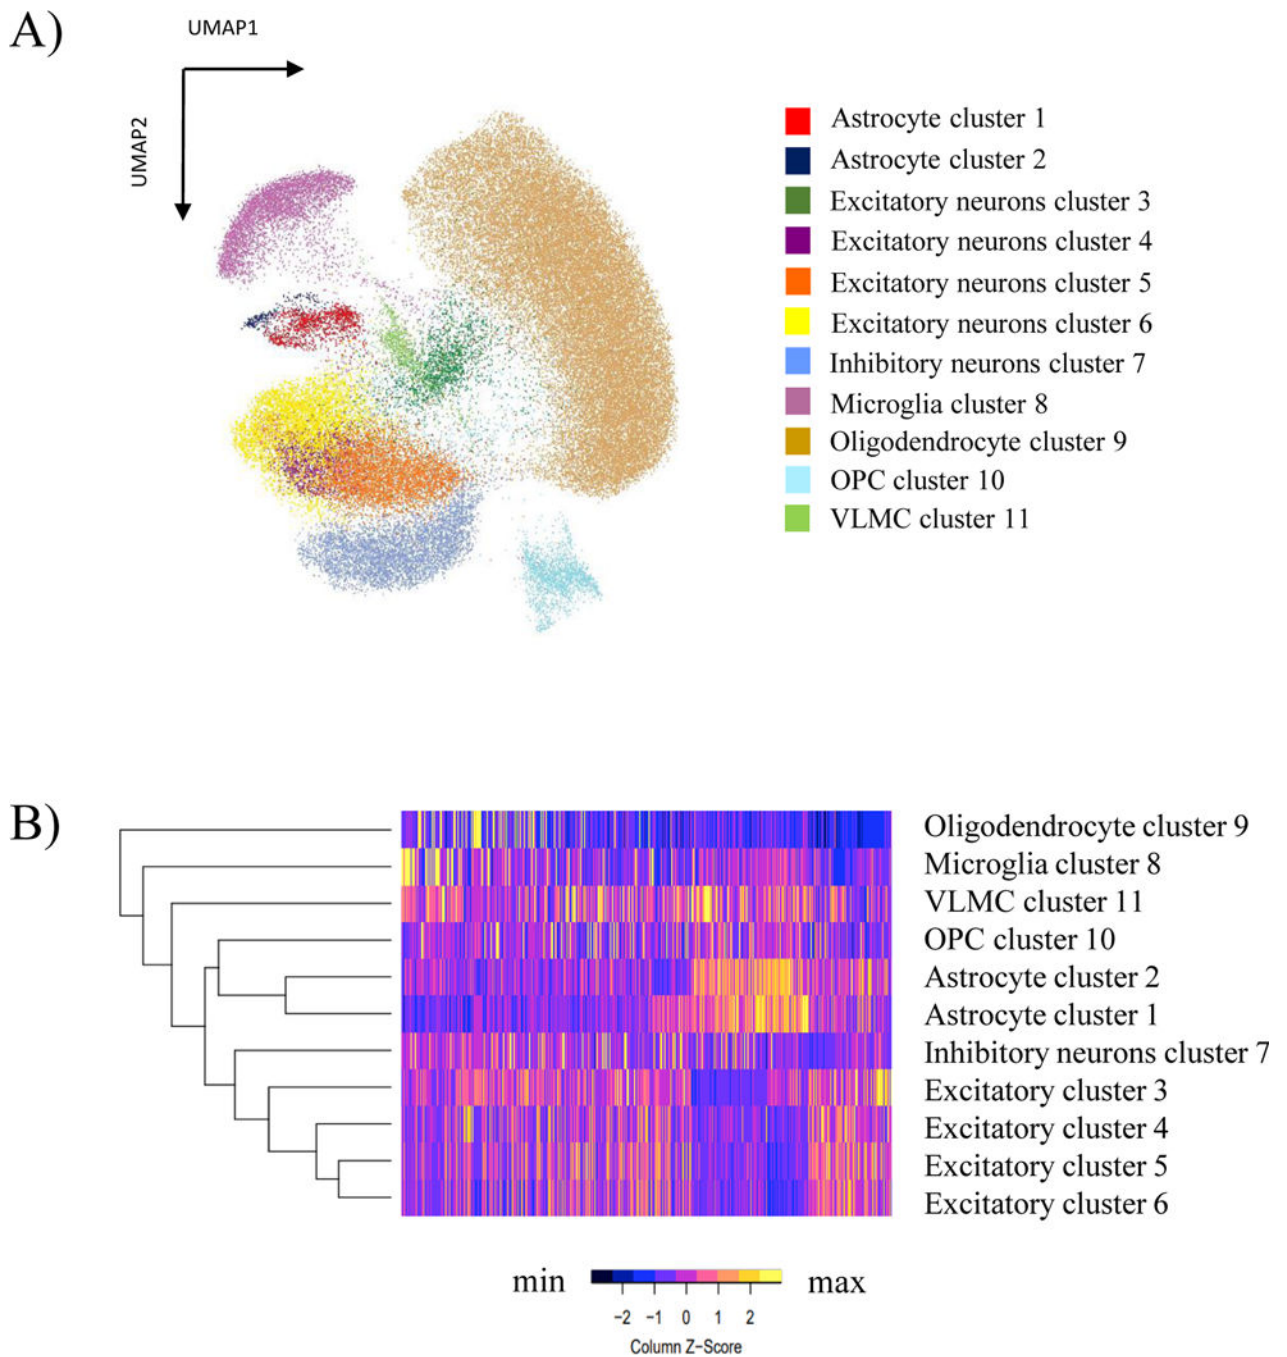 A)
UMAP1
UMAP2
Astrocyte cluster 1
Astrocyte cluster 2
Excitatory neurons cluster 3
Excitatory neurons cluster 4
Excitatory neurons cluster 5
Excitatory neurons cluster 6
Inhibitory neurons cluster 7
Microglia cluster 8
Oligodendrocyte cluster 9
OPC cluster 10
VLMC cluster 11
B)
Oligodendrocyte cluster 9
Microglia cluster 8
VLMC cluster 11
OPC cluster 10
Astrocyte cluster 2
Astrocyte cluster 1
Inhibitory neurons cluster 7
Excitatory cluster 3
Excitatory cluster 4
Excitatory cluster 5
Excitatory cluster 6
min max
−2 −1 0 1 2
Column Z−Score